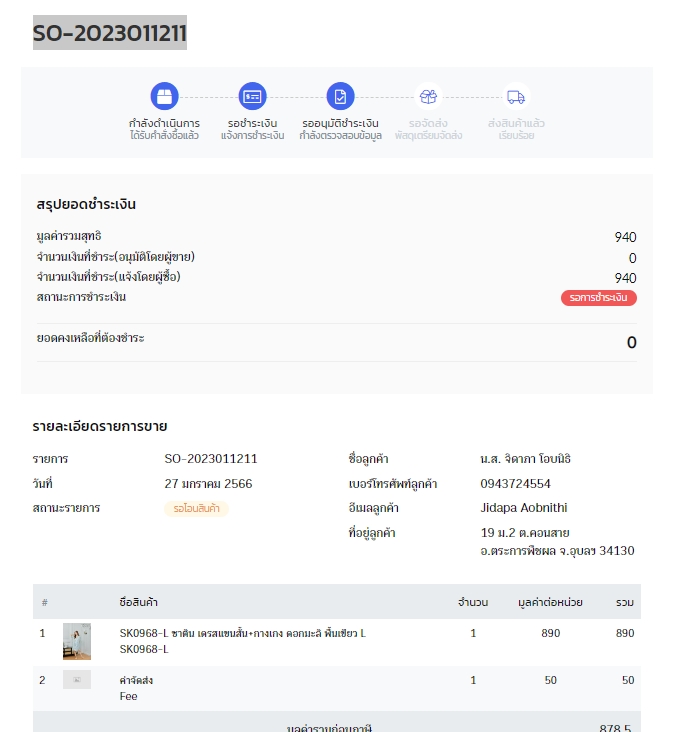 SO-2023011211
กำลังดำเนินการ
ได้รับคำสั่งซื้อแล้ว
รอชำระเงิน
แจ้งการชำระเงิน
รออนุมัติชำระเงิน
กำลังตรวจสอบข้อมูล
รอจัดส่ง
พัสดุเตรียมจัดส่ง
ส่งสินค้าแล้ว
เรียบร้อย
สรุปยอดชำระเงิน
มูลค่ารวมสุทธิ 940
จำนวนเงินที่ชำระ(อนุมัติโดยผู้ขาย) 0
จำนวนเงินที่ชำระ(แจ้งโดยผู้ซื้อ) 940
สถานะการชำระเงิน รอการชำระเงิน
ยอดคงเหลือที่ต้องชำระ 0
รายละเอียดรายการขาย
รายการ SO-2023011211 ชื่อลูกค้า น.ส. จิดาภา โอบนิธิ
วันที่ 27 มกราคม 2566 เบอร์โทรศัพท์ลูกค้า 0943724554
สถานะรายการ รอโอนสินค้า อีเมลลูกค้า Jidapa Aobnithi
ที่อยู่ลูกค้า 19 ม.2 ต.คอนสาย
อ.ตระการพืชผล จ.อุบลฯ 34130
# ชื่อสินค้า จำนวน มูลค่าต่อหน่วย รวม
1 SK0968-L ซาติน เดรสแขนสั้น+กางเกง ดอกมะลิ พื้นเขียว L 1 890 890
SK0968-L
2 ค่าจัดส่ง 1 50 50
Fee
มูลค่ารวมก่อนภาษี 878.5